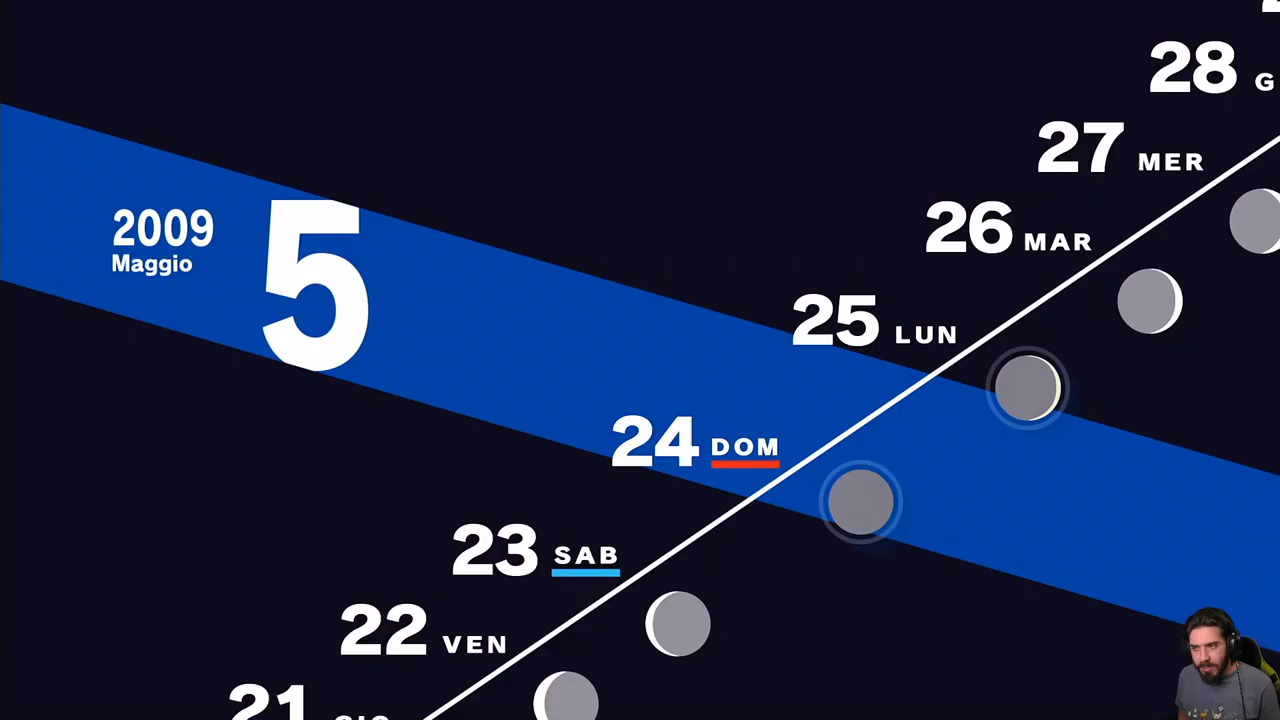 28
27 MER
26 MAR
2009
Maggio
5
25 LUN
24 DOM
23 SAB
22 VEN
21